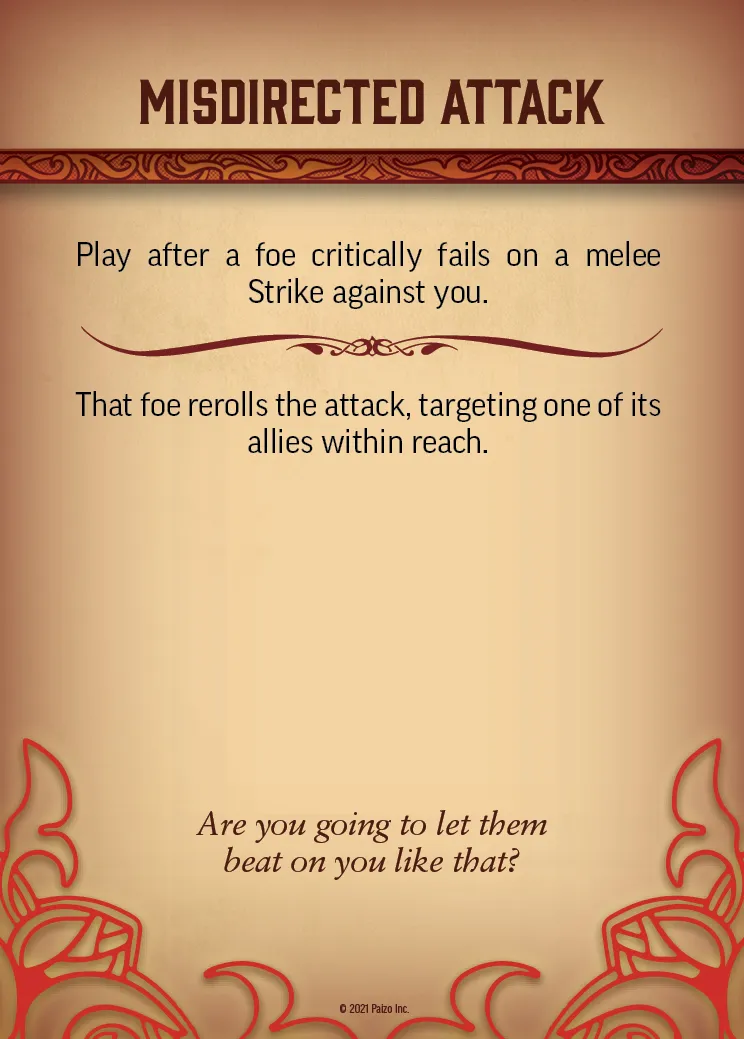 MISDIRECTED ATTACK
Play after a foe critically fails on a melee
Strike against you.
That foe rerolls the attack, targeting one of its
allies within reach.
Are you going to let them
beat on you like that?
© 2021 Paizo Inc.